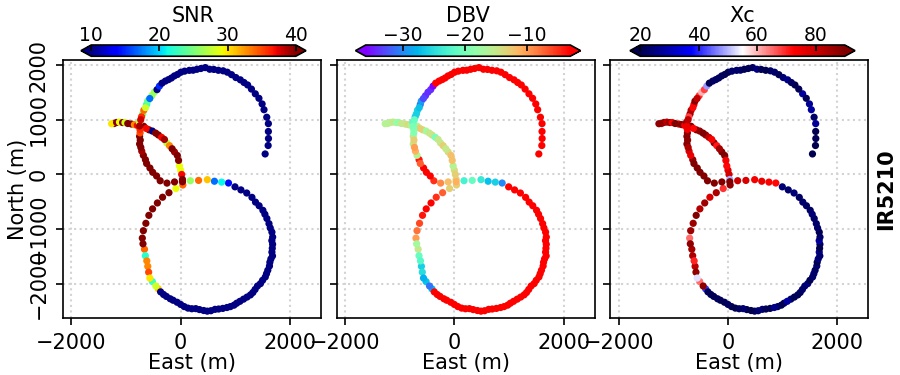 SNR DBV Xc
10 20 30 40 −30 −20 −10 20 40 60 80
2000
1000
0
−1000
−2000
North (m)
IR5210
−2000 0 2000 −2000 0 2000 −2000 0 2000
East (m) East (m) East (m)